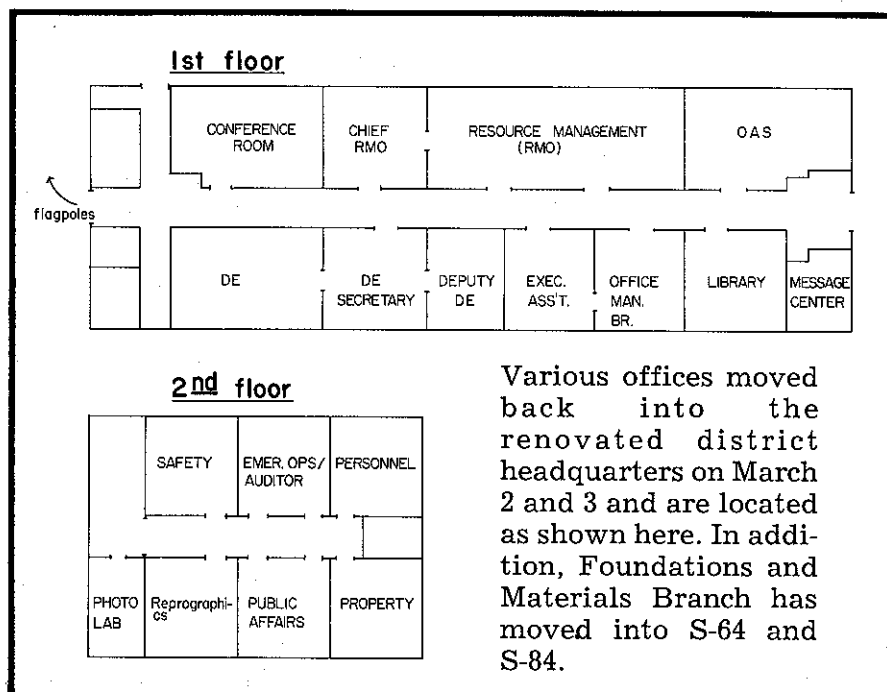 1st floor
CONFERENCE ROOM
CHIEF RMO
RESOURCE MANAGEMENT (RMO)
OAS
flagpoles
DE
DE SECRETARY
DEPUTY DE
EXEC. ASS'T.
OFFICE MAN. BR.
LIBRARY
MESSAGE CENTER
2nd floor
SAFETY
EMER. OPS/ AUDITOR
PERSONNEL
PHOTO LAB
Reprographics
PUBLIC AFFAIRS
PROPERTY
Various offices moved
back into the
renovated district
headquarters on March
2 and 3 and are located
as shown here. In addi-
tion, Foundations and
Materials Branch has
moved into S-64 and
S-84.